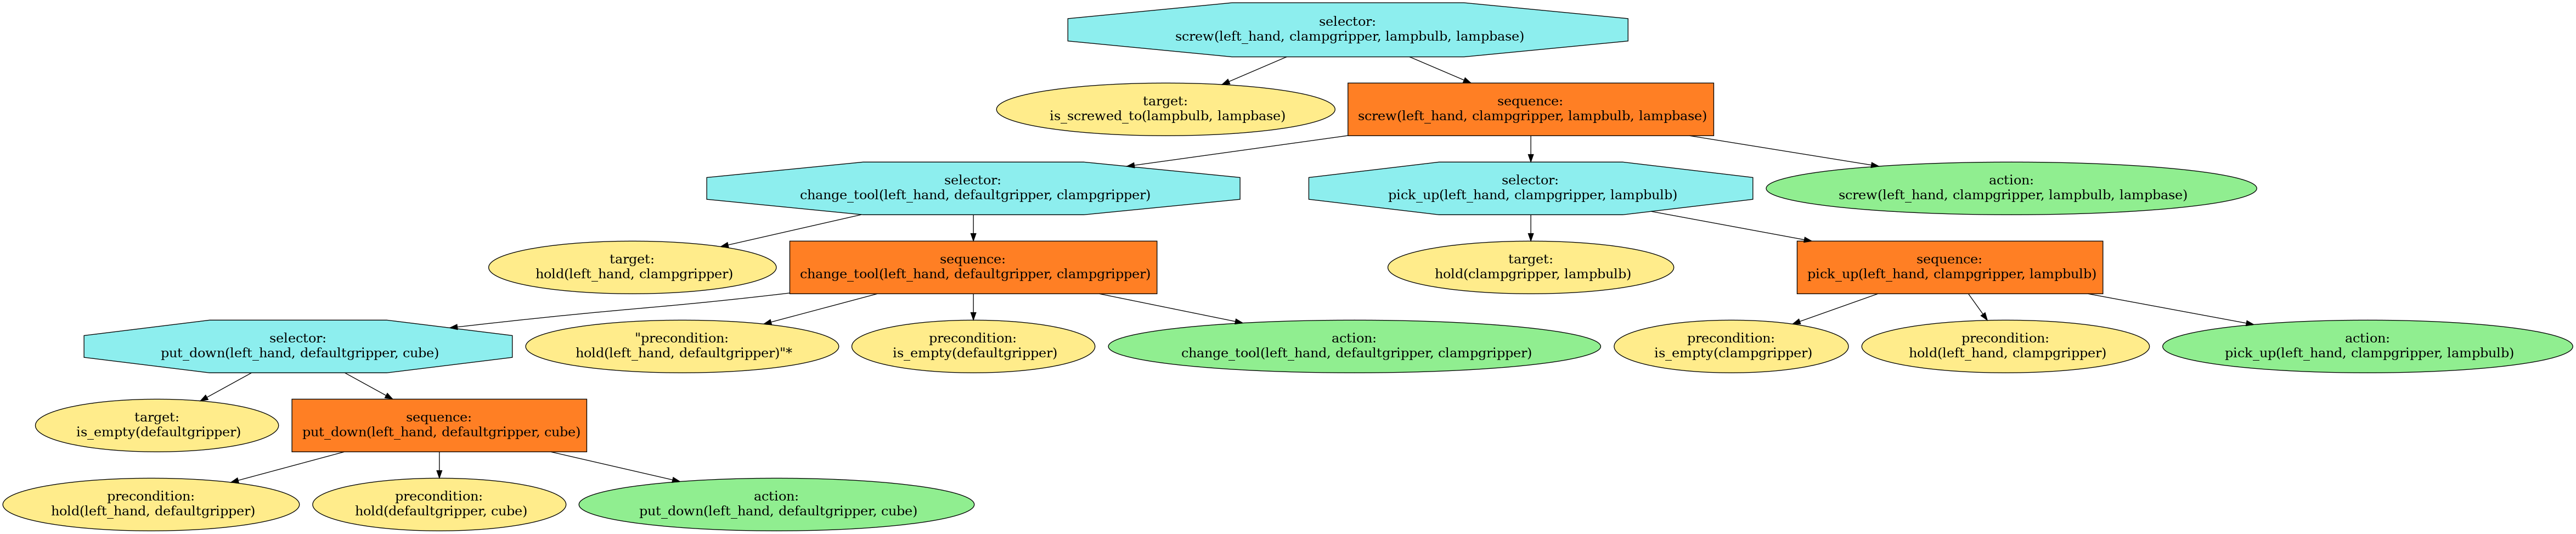 selector:
screw(left_hand, clampgripper, lampbulb, lampbase)
target:
is_screwed_to(lampbulb, lampbase)
sequence:
screw(left_hand, clampgripper, lampbulb, lampbase)
selector:
change_tool(left_hand, defaultgripper, clampgripper)
selector:
pick_up(left_hand, clampgripper, lampbulb)
action:
screw(left_hand, clampgripper, lampbulb, lampbase)
target:
hold(left_hand, clampgripper)
sequence:
change_tool(left_hand, defaultgripper, clampgripper)
target:
hold(clampgripper, lampbulb)
sequence:
pick_up(left_hand, clampgripper, lampbulb)
selector:
put_down(left_hand, defaultgripper, cube)
"precondition:
hold(left_hand, defaultgripper)"*
precondition:
is_empty(defaultgripper)
action:
change_tool(left_hand, defaultgripper, clampgripper)
precondition:
is_empty(clampgripper)
precondition:
hold(left_hand, clampgripper)
action:
pick_up(left_hand, clampgripper, lampbulb)
target:
is_empty(defaultgripper)
sequence:
put_down(left_hand, defaultgripper, cube)
precondition:
hold(left_hand, defaultgripper)
precondition:
hold(defaultgripper, cube)
action:
put_down(left_hand, defaultgripper, cube)